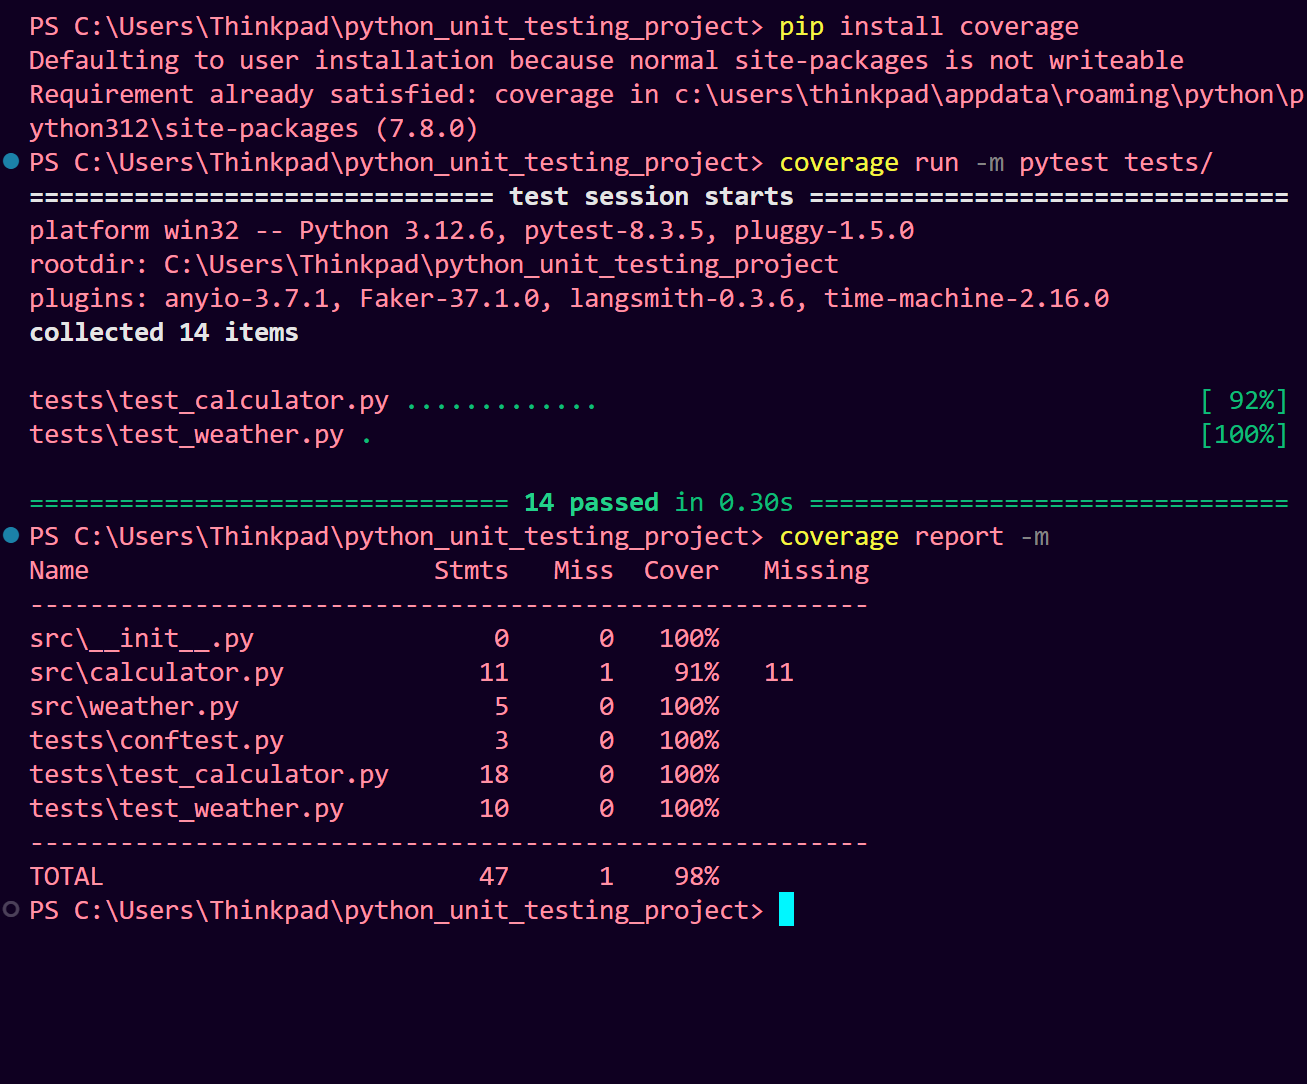 PS C:\Users\Thinkpad\python_unit_testing_project> pip install coverage
Defaulting to user installation because normal site-packages is not writeable
Requirement already satisfied: coverage in c:\users\thinkpad\appdata\roaming\python\p
ython312\site-packages (7.8.0)
PS C:\Users\Thinkpad\python_unit_testing_project> coverage run -m pytest tests/
=============================== test session starts ================================
platform win32 -- Python 3.12.6, pytest-8.3.5, pluggy-1.5.0
rootdir: C:\Users\Thinkpad\python_unit_testing_project
plugins: anyio-3.7.1, Faker-37.1.0, langsmith-0.3.6, time-machine-2.16.0
collected 14 items
tests\test_calculator.py ............. [ 92%]
tests\test_weather.py . [100%]
================================ 14 passed in 0.30s ================================
PS C:\Users\Thinkpad\python_unit_testing_project> coverage report -m
Name                       Stmts   Miss  Cover   Missing
--------------------------------------------------------
src\__init__.py                0      0   100%
src\calculator.py             11      1    91%   11
src\weather.py                 5      0   100%
tests\conftest.py              3      0   100%
tests\test_calculator.py      18      0   100%
tests\test_weather.py         10      0   100%
--------------------------------------------------------
TOTAL                         47      1    98%
PS C:\Users\Thinkpad\python_unit_testing_project>